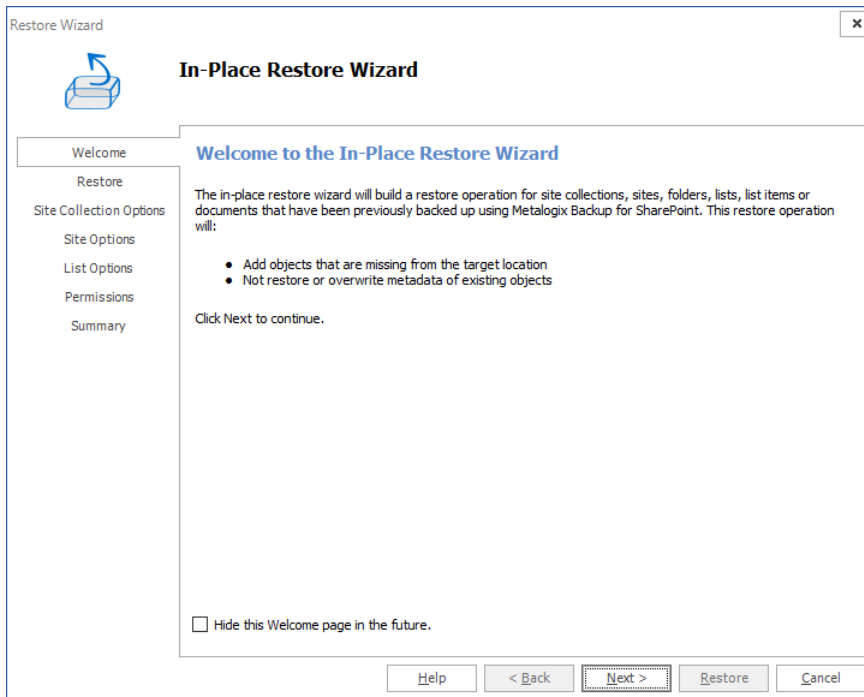 Restore Wizard
In-Place Restore Wizard
Welcome
Restore
Site Collection Options
Site Options
List Options
Permissions
Summary
Welcome to the In-Place Restore Wizard
The in-place restore wizard will build a restore operation for site collections, sites, folders, lists, list items or
documents that have been previously backed up using Metalogix Backup for SharePoint. This restore operation
will:
● Add objects that are missing from the target location
● Not restore or overwrite metadata of existing objects
Click Next to continue.
Hide this Welcome page in the future.
Help
< Back
Next >
Restore
Cancel